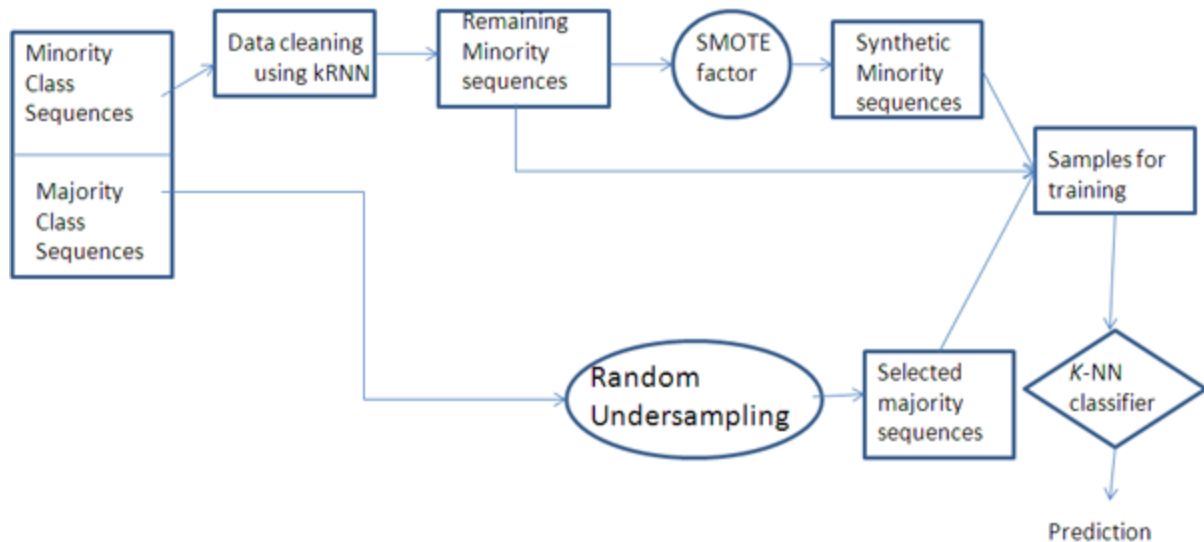 Minority
Class
Sequences
Majority
Class
Sequences
Data cleaning
using kRNN
Remaining
Minority
sequences
SMOTE
factor
Synthetic
Minority
sequences
Samples for
training
Random
Undersampling
Selected
majority
sequences
K-NN
classifier
Prediction